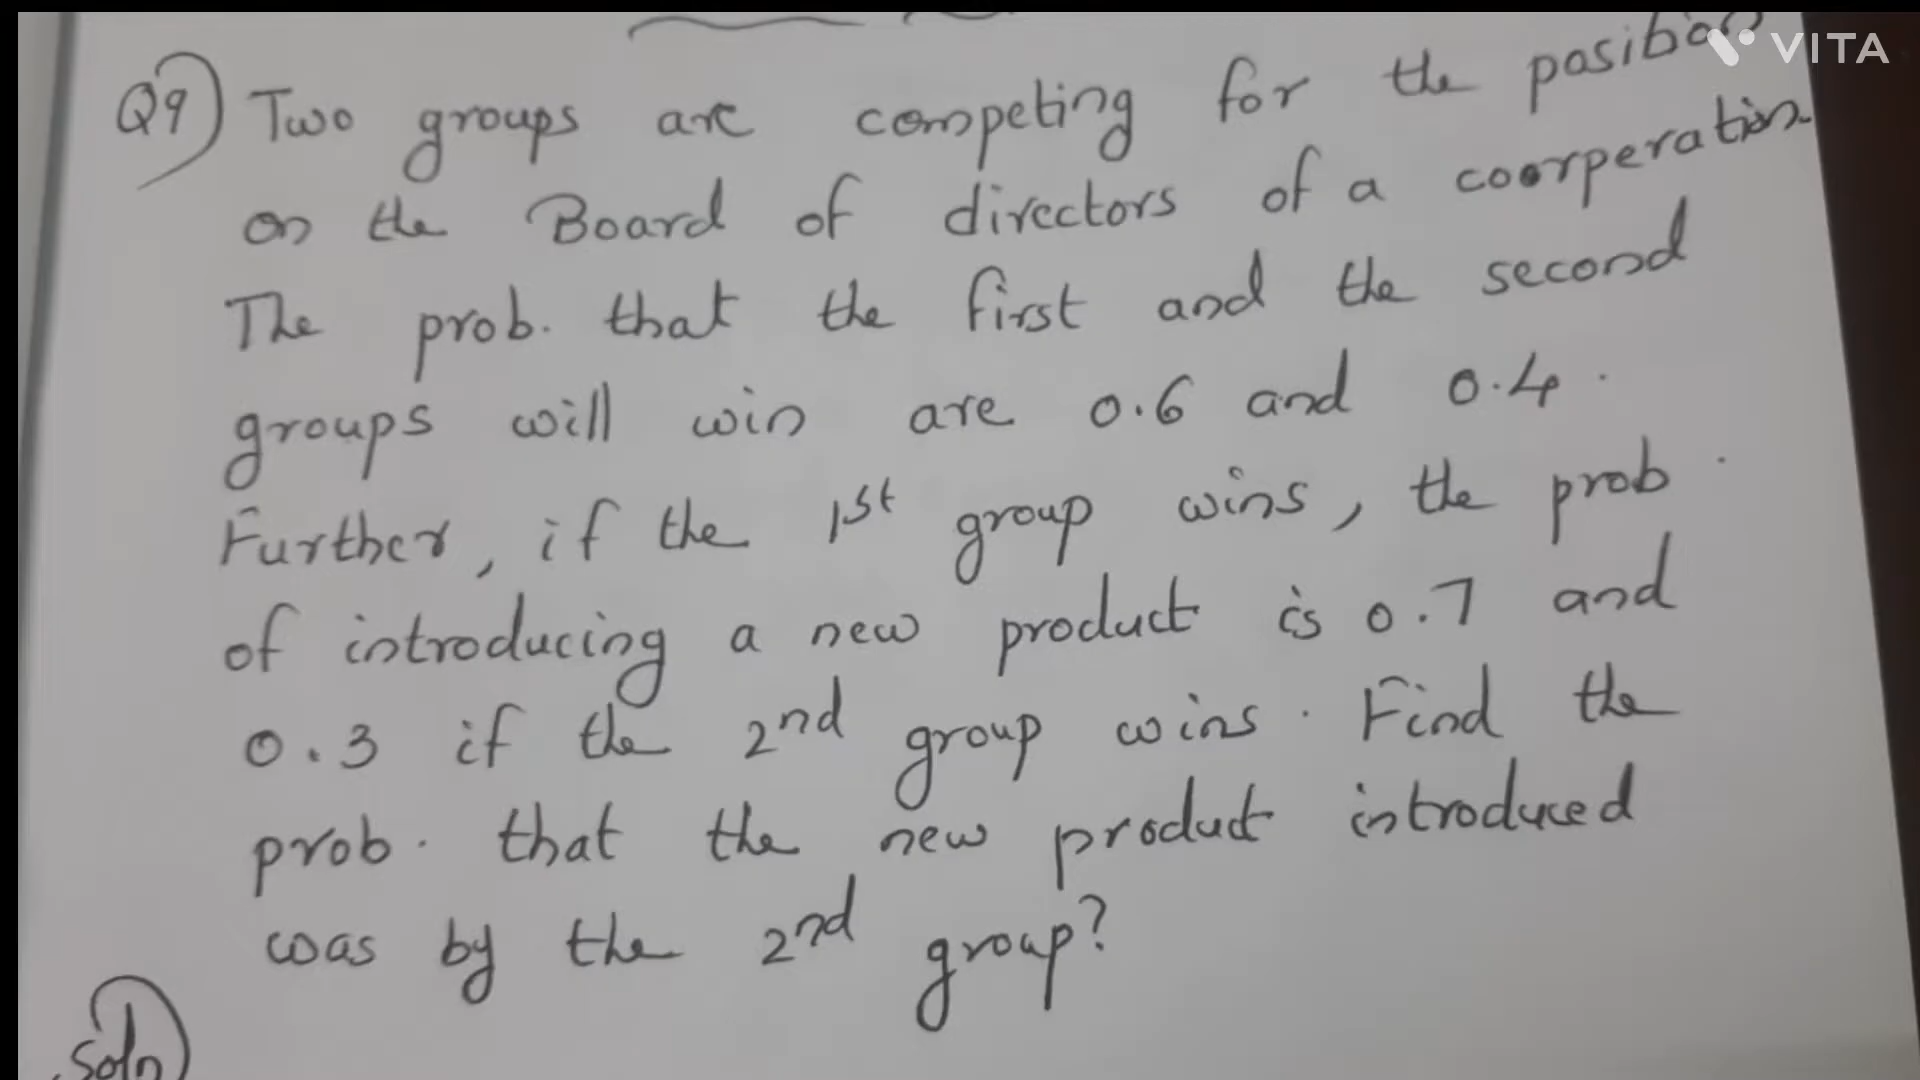 VITA
Q9) Two groups are competing for the position
on the Board of directors of a coorperation.
The prob. that the first and the second
groups will win are 0.6 and 0.4.
Further, if the 1st group wins, the prob.
of introducing a new product is 0.7 and
0.3 if the 2nd group wins. Find the
prob. that the new product introduced
was by the 2nd group?
Soln